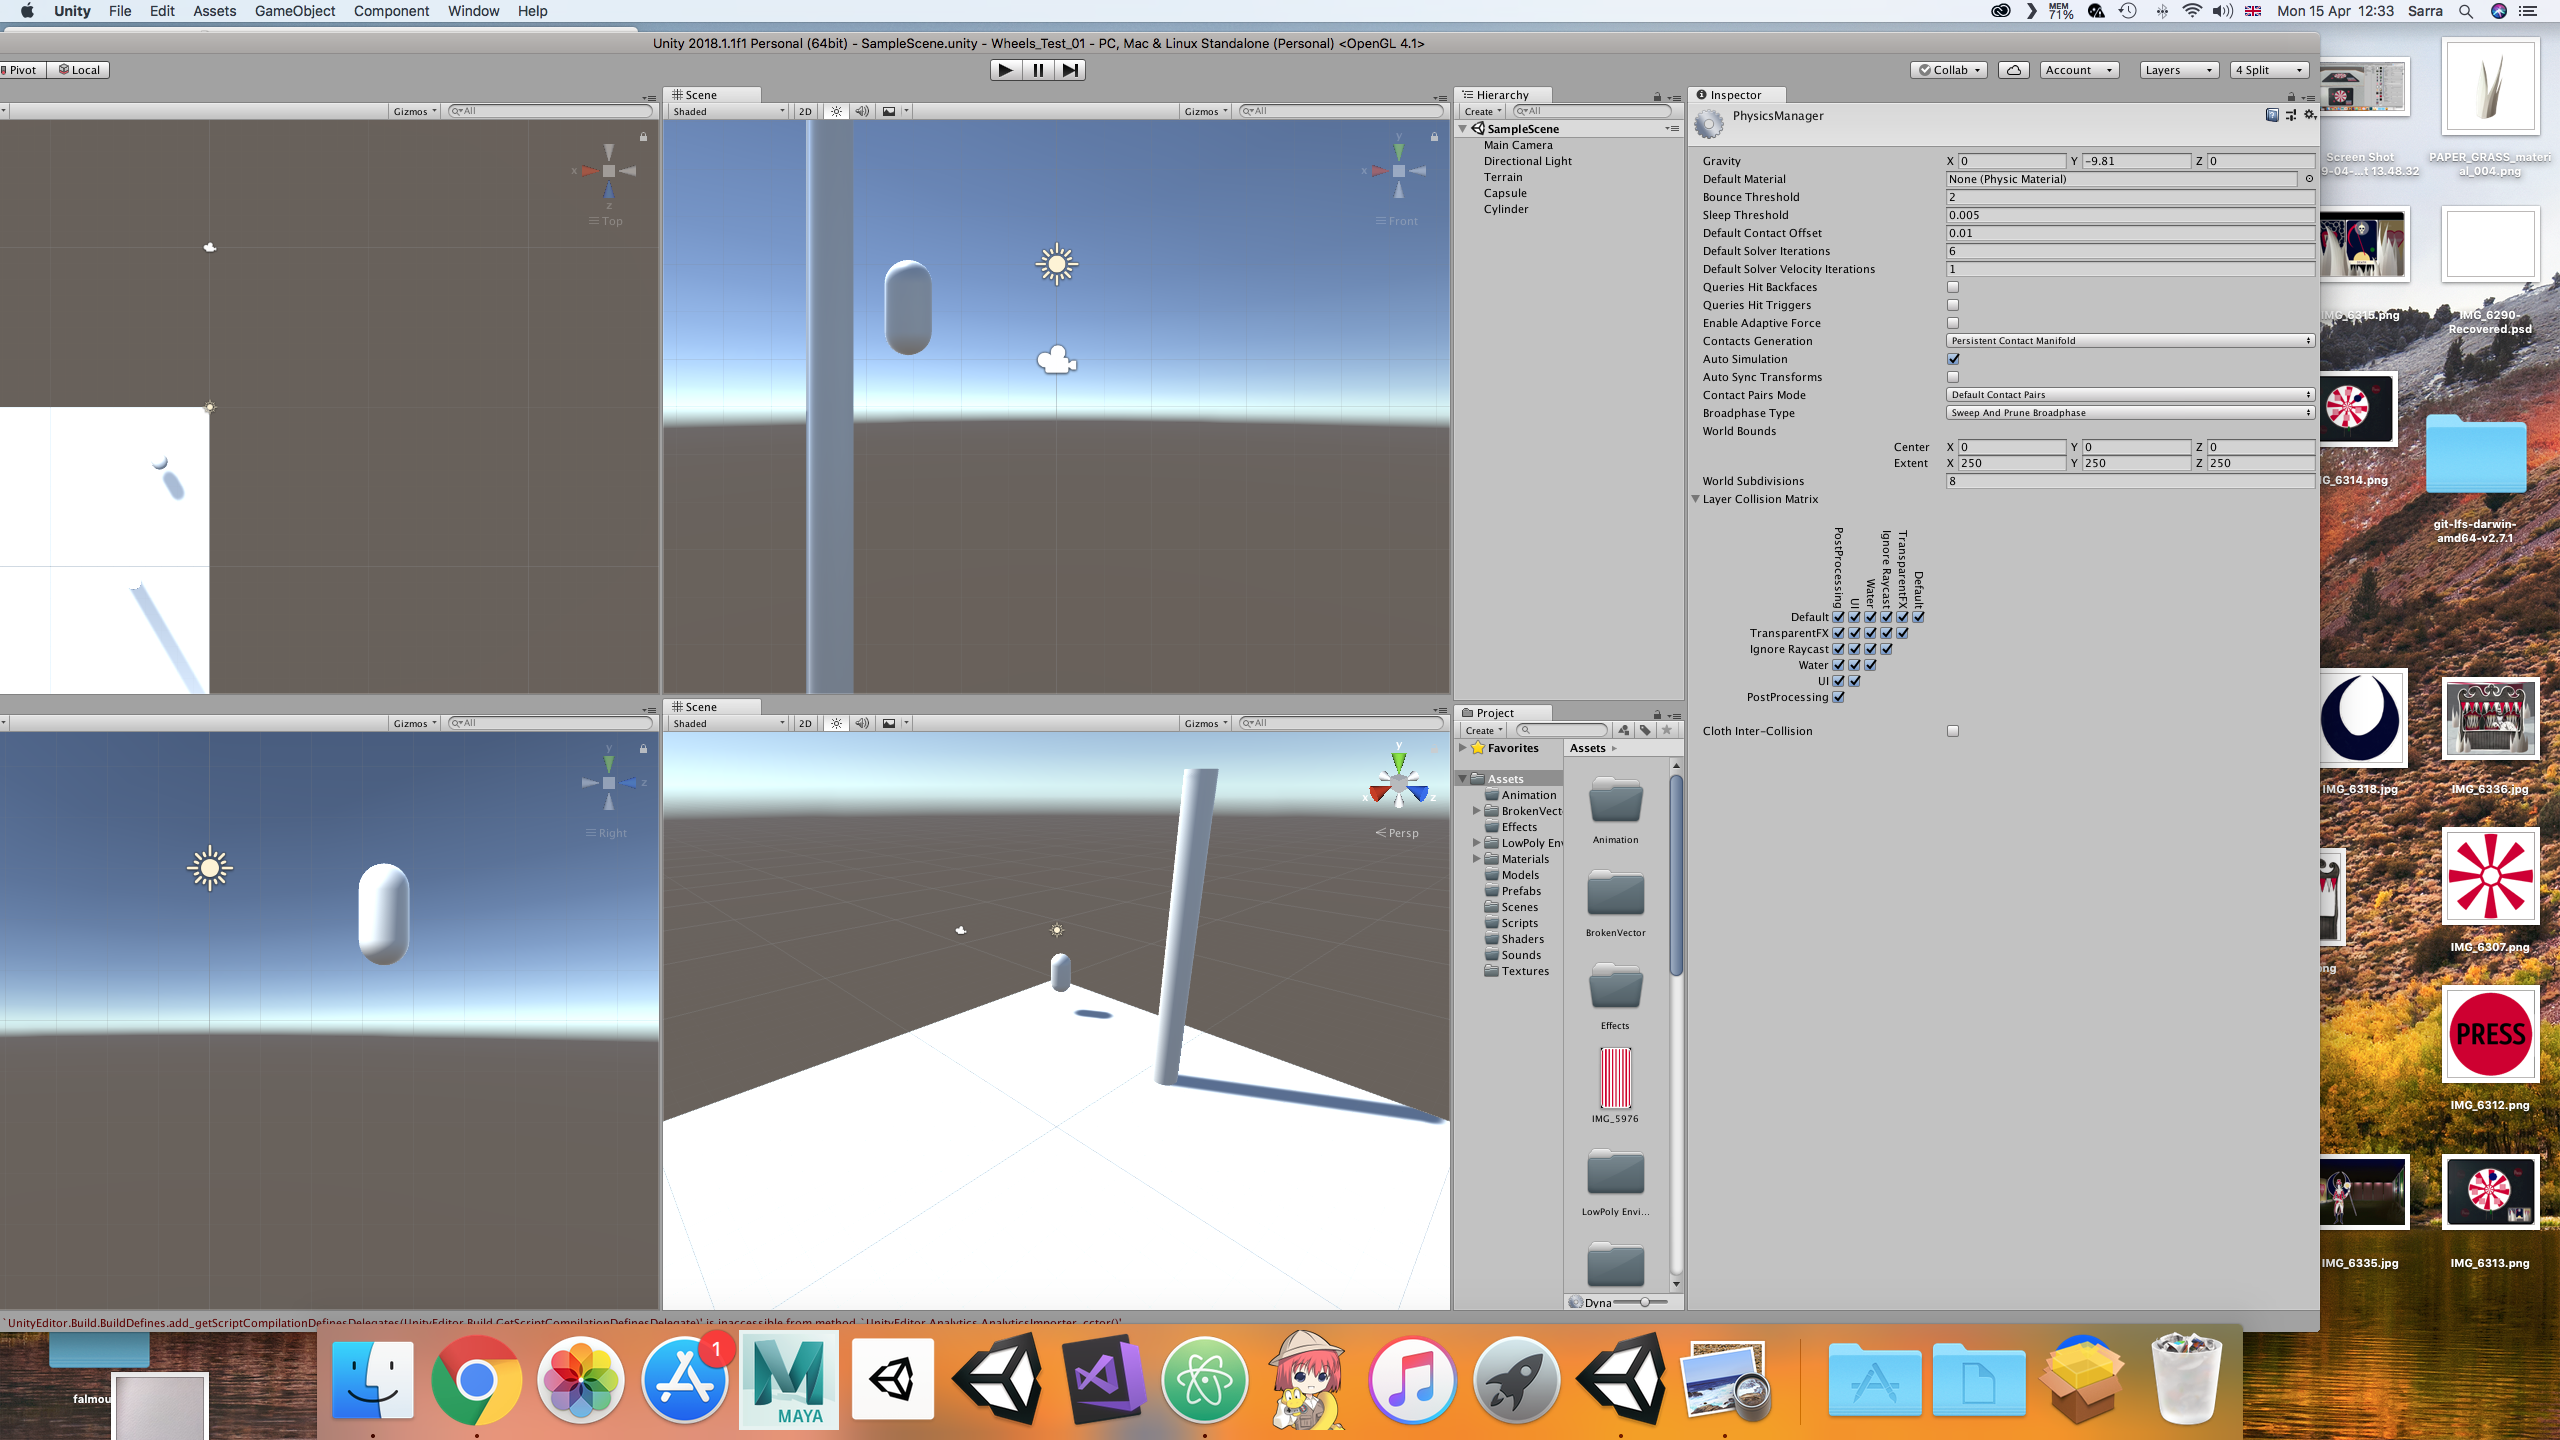 Unity File Edit Assets GameObject Component Window Help
MEM 71% Mon 15 Apr 12:33 Sarra
Unity 2018.1.1f1 Personal (64bit) - SampleScene.unity - Wheels_Test_01 - PC, Mac & Linux Standalone (Personal) <OpenGL 4.1>
Pivot Local
Collab Account Layers 4 Split
Gizmos All
Top
Scene
Shaded 2D Gizmos All
y
x
Front
Gizmos All
y
z
Right
Scene
Shaded 2D Gizmos All
y
x z
Persp
Hierarchy
Create All
SampleScene
Main Camera
Directional Light
Terrain
Capsule
Cylinder
Project
Create
Favorites
Assets
Animation
BrokenVect
Effects
LowPoly En
Materials
Models
Prefabs
Scenes
Scripts
Shaders
Sounds
Textures
Assets
Animation
BrokenVector
Effects
IMG_5976
LowPoly Envi...
Dyna
Inspector
PhysicsManager
Gravity X 0 Y -9.81 Z 0
Default Material None (Physic Material)
Bounce Threshold 2
Sleep Threshold 0.005
Default Contact Offset 0.01
Default Solver Iterations 6
Default Solver Velocity Iterations 1
Queries Hit Backfaces
Queries Hit Triggers
Enable Adaptive Force
Contacts Generation Persistent Contact Manifold
Auto Simulation
Auto Sync Transforms
Contact Pairs Mode Default Contact Pairs
Broadphase Type Sweep And Prune Broadphase
World Bounds
Center X 0 Y 0 Z 0
Extent X 250 Y 250 Z 250
World Subdivisions 8
Layer Collision Matrix
PostProcessing UI Water Ignore Raycast TransparentFX Default
Default
TransparentFX
Ignore Raycast
Water
UI
PostProcessing
Cloth Inter-Collision
Screen Shot
9-04-...t 13.48.32
PAPER_GRASS_materi
al_004.png
IMG_6315.png
IMG_6290-
Recovered.psd
G_6314.png
git-lfs-darwin-
amd64-v2.7.1
IMG_6318.jpg
IMG_6336.jpg
IMG_6307.png
ng
PRESS
IMG_6312.png
IMG_6335.jpg
IMG_6313.png
`UnityEditor.Build.BuildDefines.add_getScriptCompilationDefinesDelegates(UnityEditor.Build.GetScriptCompilationDefinesDelegate)' is inaccessible from method `UnityEditor.Analytics.AnalyticsImporter..cctor()'
falmou
1
MAYA